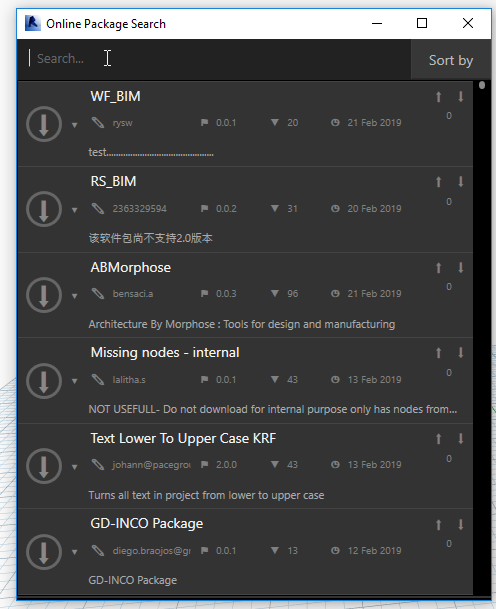 Online Package Search
Search...
Sort by
WF_BIM
rysw 0.0.1 20 21 Feb 2019
0
test.............................................
RS_BIM
2363329594 0.0.2 31 20 Feb 2019
0
该软件包尚不支持2.0版本
ABMorphose
bensaci.a 0.0.3 96 21 Feb 2019
0
Architecture By Morphose : Tools for design and manufacturing
Missing nodes - internal
lalitha.s 0.0.1 43 13 Feb 2019
0
NOT USEFULL- Do not download for internal purpose only has nodes from...
Text Lower To Upper Case KRF
johann@pacegrou 2.0.0 43 13 Feb 2019
0
Turns all text in project from lower to upper case
GD-INCO Package
diego.braojos@gr 0.0.1 13 12 Feb 2019
0
GD-INCO Package